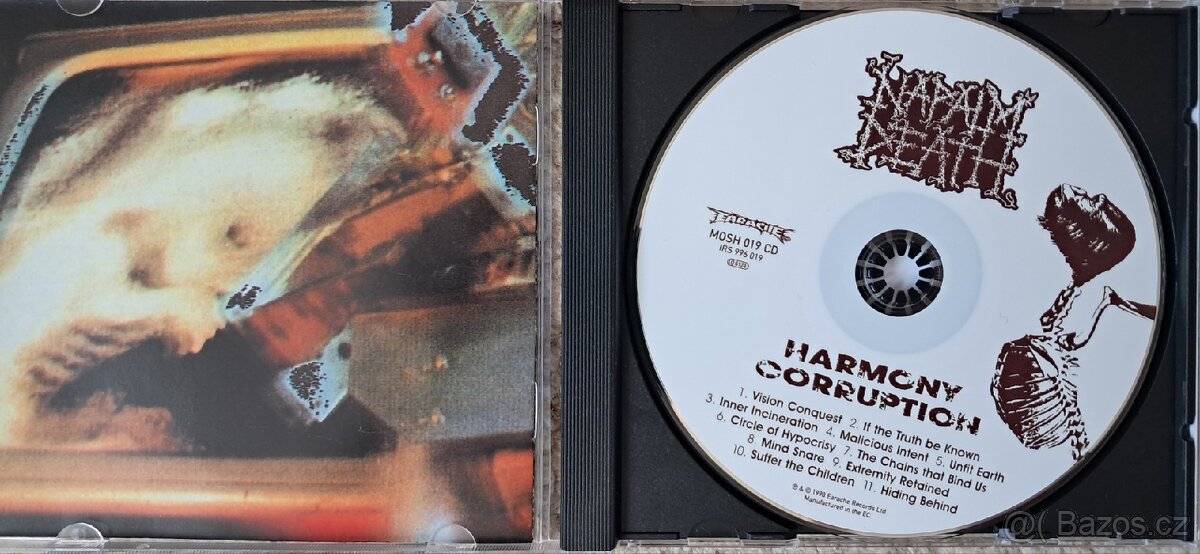 NAPALM
DEATH
EARACHE
MOSH 019 CD
IRS 996 019
HARMONY
CORRUPTION
1. Vision Conquest 2. If the Truth be Known
3. Inner Incineration 4. Malicious Intent 5. Unfit Earth
6. Circle of Hypocrisy 7. The Chains that Bind Us
8. Mind Snare 9. Extremity Retained
10. Suffer the Children 11. Hiding Behind
℗ & © 1990 Earache Records Ltd
Manufactured in the EC
@( Bazos.cz